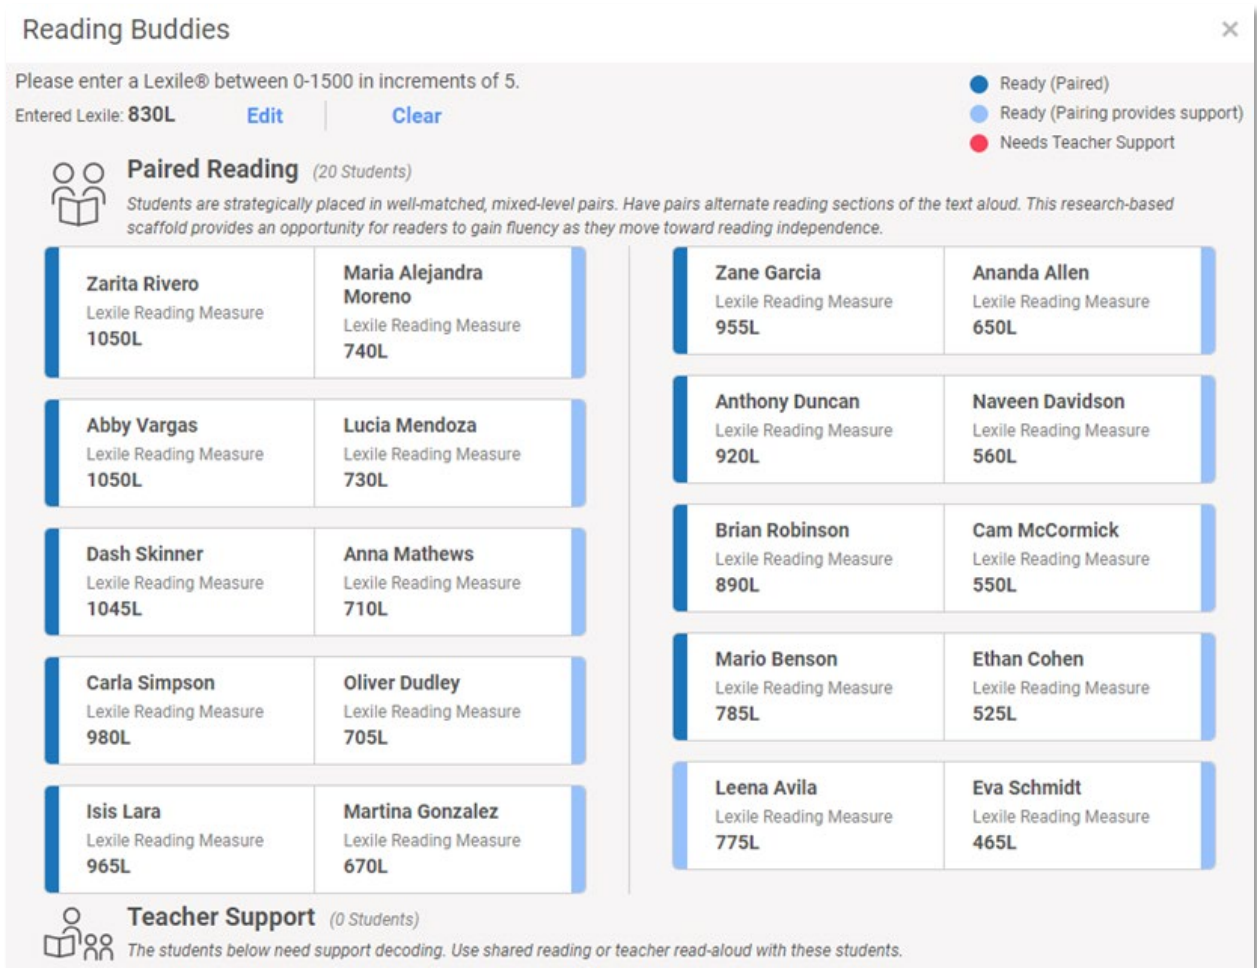 Reading Buddies
×
Please enter a Lexile® between 0-1500 in increments of 5.
Entered Lexile: 830L Edit Clear
Ready (Paired)
Ready (Pairing provides support)
Needs Teacher Support
Paired Reading (20 Students)
Students are strategically placed in well-matched, mixed-level pairs. Have pairs alternate reading sections of the text aloud. This research-based
scaffold provides an opportunity for readers to gain fluency as they move toward reading independence.
Zarita Rivero
Lexile Reading Measure
1050L
Maria Alejandra
Moreno
Lexile Reading Measure
740L
Abby Vargas
Lexile Reading Measure
1050L
Lucia Mendoza
Lexile Reading Measure
730L
Dash Skinner
Lexile Reading Measure
1045L
Anna Mathews
Lexile Reading Measure
710L
Carla Simpson
Lexile Reading Measure
980L
Oliver Dudley
Lexile Reading Measure
705L
Isis Lara
Lexile Reading Measure
965L
Martina Gonzalez
Lexile Reading Measure
670L
Zane Garcia
Lexile Reading Measure
955L
Ananda Allen
Lexile Reading Measure
650L
Anthony Duncan
Lexile Reading Measure
920L
Naveen Davidson
Lexile Reading Measure
560L
Brian Robinson
Lexile Reading Measure
890L
Cam McCormick
Lexile Reading Measure
550L
Mario Benson
Lexile Reading Measure
785L
Ethan Cohen
Lexile Reading Measure
525L
Leena Avila
Lexile Reading Measure
775L
Eva Schmidt
Lexile Reading Measure
465L
Teacher Support (0 Students)
The students below need support decoding. Use shared reading or teacher read-aloud with these students.